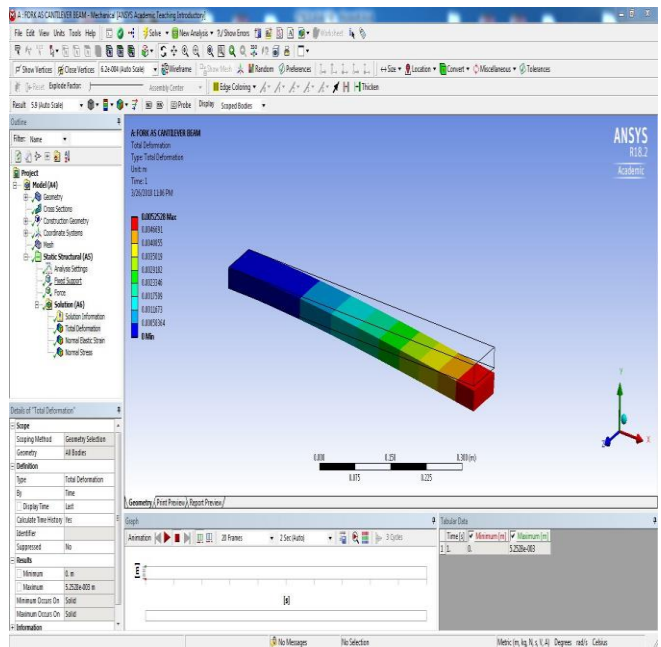 A : FORK AS CANTILEVER BEAM - Mechanical [ANSYS Academic Teaching Introductory]
File Edit View Units Tools Help Solve New Analysis Show Errors Worksheet
Show Vertices Close Vertices 6.2e-004 (Auto Scale) Wireframe Show Mesh Random Preferences Size Location Convert Miscellaneous Tolerances
Reset Explode Factor: Assembly Center Edge Coloring Thicken
Result 5.9 (Auto Scale) Probe Display Scoped Bodies
Outline
Filter: Name
Project
Model (A4)
Geometry
Cross Sections
Construction Geometry
Coordinate Systems
Mesh
Static Structural (A5)
Analysis Settings
Fixed Support
Force
Solution (A6)
Solution Information
Total Deformation
Normal Elastic Strain
Normal Stress
A: FORK AS CANTILEVER BEAM
Total Deformation
Type: Total Deformation
Unit: m
Time: 1
0.0052528 Max
0.0046691
0.0040855
0.0035019
0.0029182
0.0023346
0.0017509
0.0011673
0.00058364
0 Min
ANSYS
R18.2
Academic
Y
X
0.000 0.150 0.300 (m)
0.075 0.225
Geometry Print Preview Report Preview
Details of "Total Deformation"
Scope
Scoping Method Geometry Selection
Geometry All Bodies
Definition
Type Total Deformation
By Time
Display Time Last
Calculate Time History Yes
Identifier
Suppressed No
Results
Minimum 0. m
Maximum 5.2528e-003 m
Minimum Occurs On Solid
Maximum Occurs On Solid
Information
Graph
Animation 20 Frames 2 Sec (Auto) 3 Cycles
[s]
Tabular Data
Time [s] Minimum [m] Maximum [m]
1 1. 0. 5.2528e-003
No Messages No Selection Metric (m, kg, N, s, V, A) Degrees rad/s Celsius